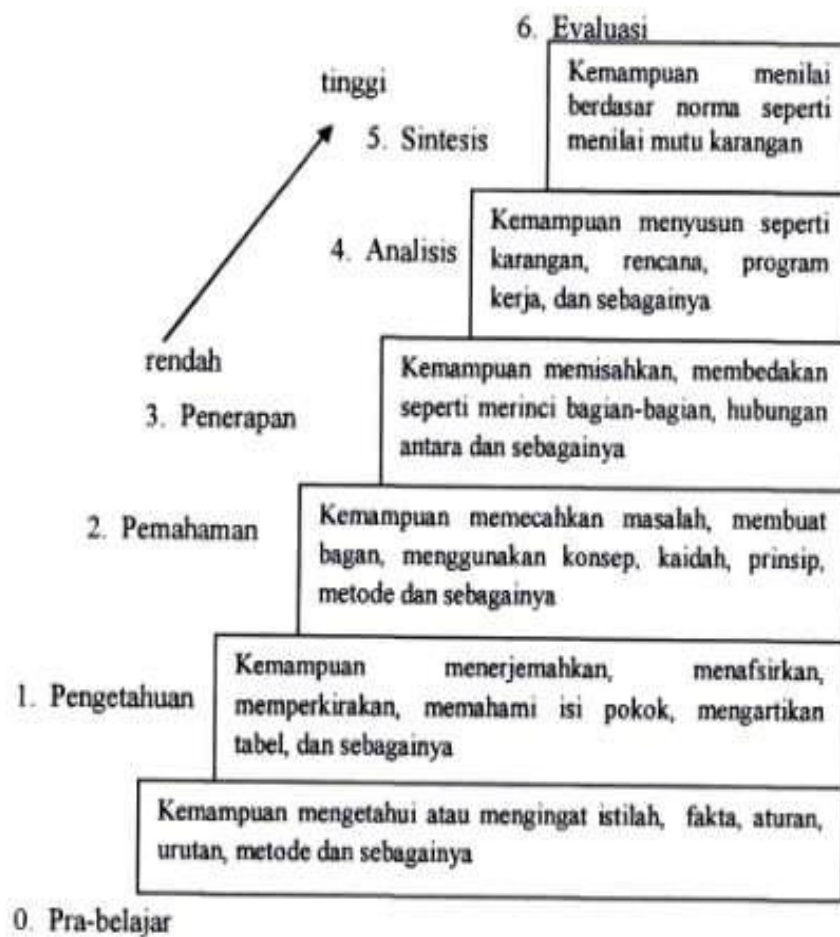 6. Evaluasi
Kemampuan menilai
berdasar norma seperti
menilai mutu karangan
tinggi
5. Sintesis
Kemampuan menyusun seperti
karangan, rencana, program
kerja, dan sebagainya
4. Analisis
rendah
Kemampuan memisahkan, membedakan
seperti merinci bagian-bagian, hubungan
antara dan sebagainya
3. Penerapan
Kemampuan memecahkan masalah, membuat
bagan, menggunakan konsep, kaidah, prinsip,
metode dan sebagainya
2. Pemahaman
Kemampuan menerjemahkan, menafsirkan,
memperkirakan, memahami isi pokok, mengartikan
tabel, dan sebagainya
1. Pengetahuan
Kemampuan mengetahui atau mengingat istilah, fakta, aturan,
urutan, metode dan sebagainya
0. Pra-belajar